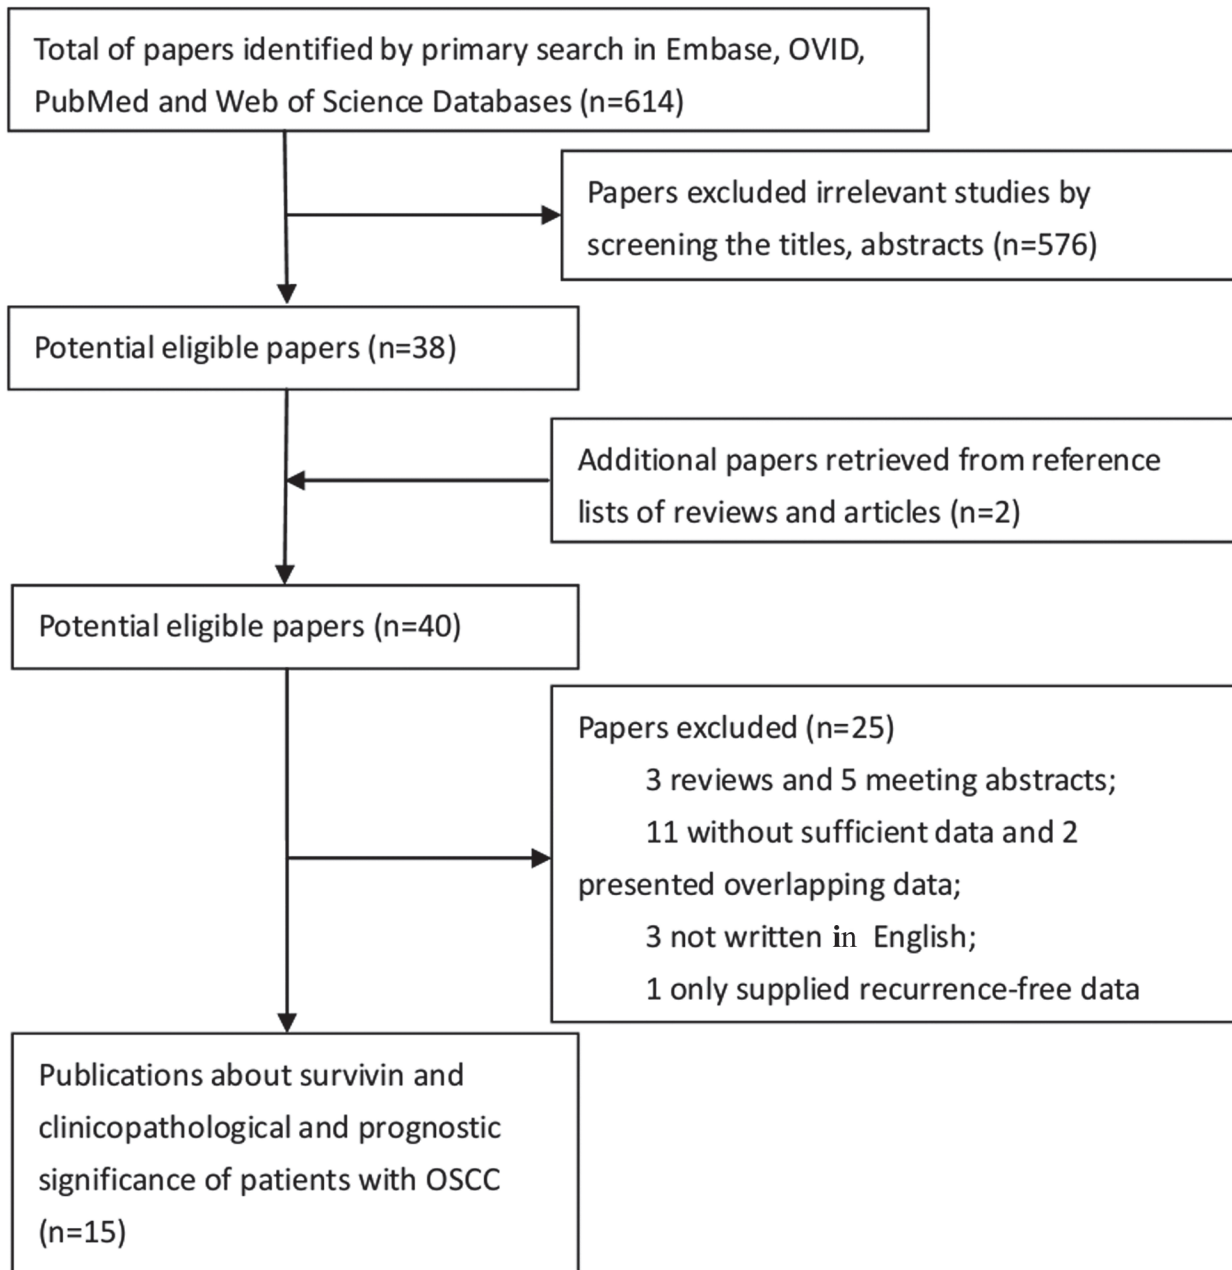 Total of papers identified by primary search in Embase, OVID,
PubMed and Web of Science Databases (n=614)
Papers excluded irrelevant studies by
screening the titles, abstracts (n=576)
Potential eligible papers (n=38)
Additional papers retrieved from reference
lists of reviews and articles (n=2)
Potential eligible papers (n=40)
Papers excluded (n=25)
3 reviews and 5 meeting abstracts;
11 without sufficient data and 2
presented overlapping data;
3 not written in English;
1 only supplied recurrence-free data
Publications about survivin and
clinicopathological and prognostic
significance of patients with OSCC
(n=15)